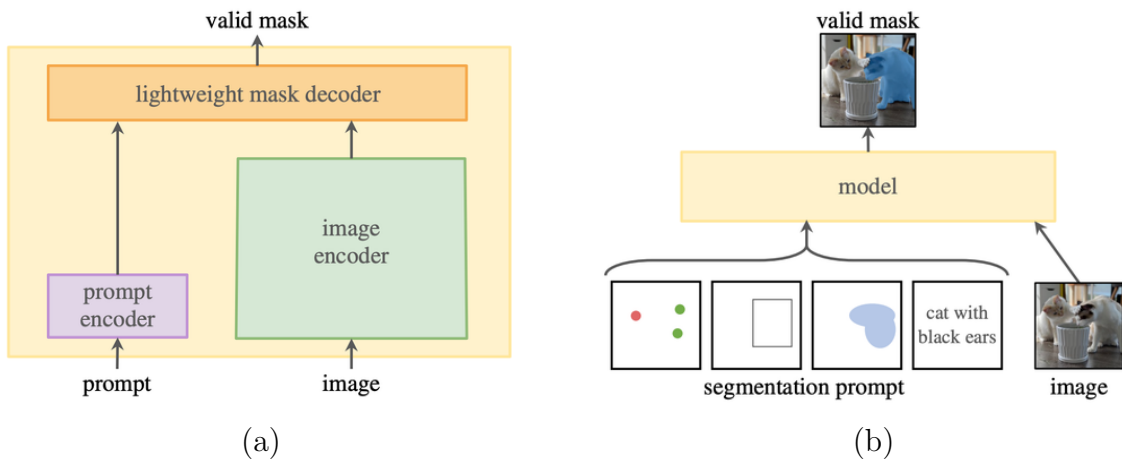 valid mask
lightweight mask decoder
image
encoder
prompt
encoder
prompt
image
(a)
valid mask
model
cat with
black ears
segmentation prompt
image
(b)